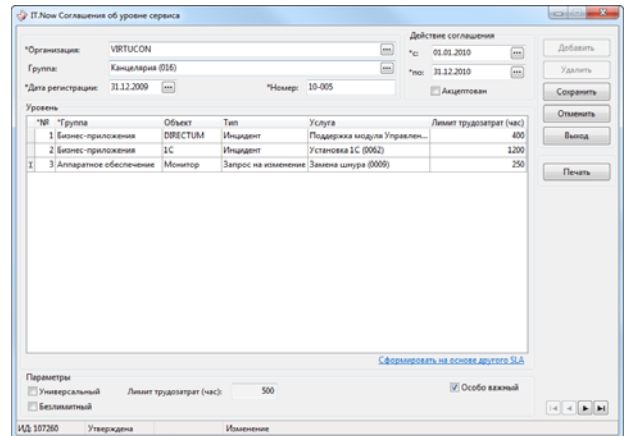 IT.Now Соглашения об уровне сервиса
Действие соглашения
*Организация: VIRTUCON ... *с: 01.01.2010 ... Добавить
Группа: Канцелярия (016) ... *по: 31.12.2010 ... Удалить
*Дата регистрации: 31.12.2009 ... *Номер: 10-005 Акцептован Сохранить
Уровень Отменить
*№ *Группа Объект Тип Услуга Лимит трудозатрат (час)
1 Бизнес-приложения DIRECTUM Инцидент Поддержка модуля Управлен... 400 Выход
2 Бизнес-приложения 1С Инцидент Установка 1С (0062) 1200
3 Аппаратное обеспечение Монитор Запрос на изменение Замена шнура (0009) 250 Печать
Сформировать на основе другого SLA
Параметры
Универсальный Лимит трудозатрат (час): 500 Особо важный
Безлимитный
ИД: 107260 Утверждена Изменение